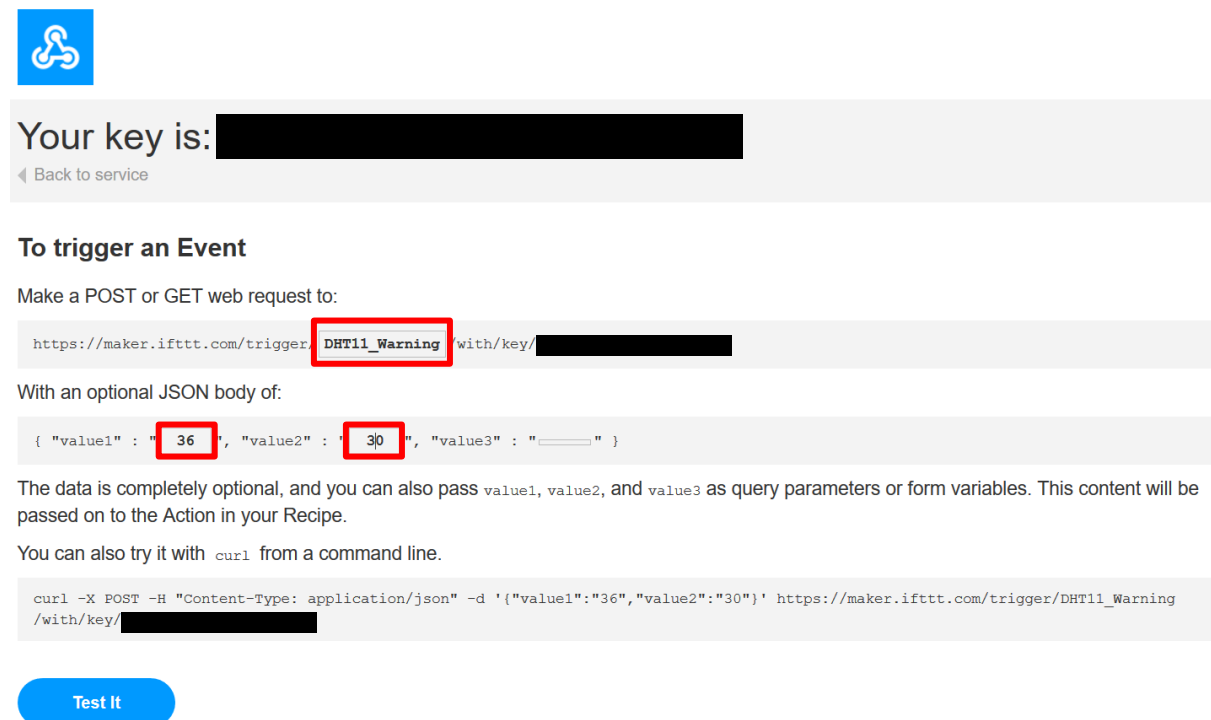 Your key is:
Back to service
To trigger an Event
Make a POST or GET web request to:
https://maker.ifttt.com/trigger/ DHT11_Warning /with/key/
With an optional JSON body of:
{ "value1" : " 36 ", "value2" : " 30 ", "value3" : " " }
The data is completely optional, and you can also pass value1, value2, and value3 as query parameters or form variables. This content will be
passed on to the Action in your Recipe.
You can also try it with curl from a command line.
curl -X POST -H "Content-Type: application/json" -d '{"value1":"36","value2":"30"}' https://maker.ifttt.com/trigger/DHT11_Warning
/with/key/
Test It